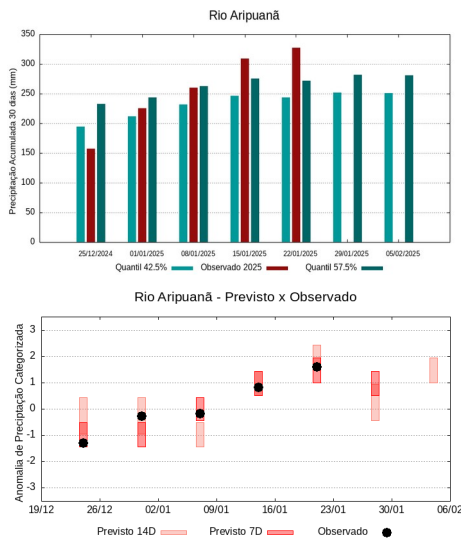 Rio Aripuanã
Precipitação Acumulada 30 dias (mm)
350
300
250
200
150
100
50
0
25/12/2024 01/01/2025 08/01/2025 15/01/2025 22/01/2025 29/01/2025 05/02/2025
Quantil 42.5% Observado 2025 Quantil 57.5%
Rio Aripuanã - Previsto x Observado
Anomalia de Preciptação Categorizada
3
2
1
0
-1
-2
-3
19/12 26/12 02/01 09/01 16/01 23/01 30/01 06/02
Previsto 14D Previsto 7D Observado